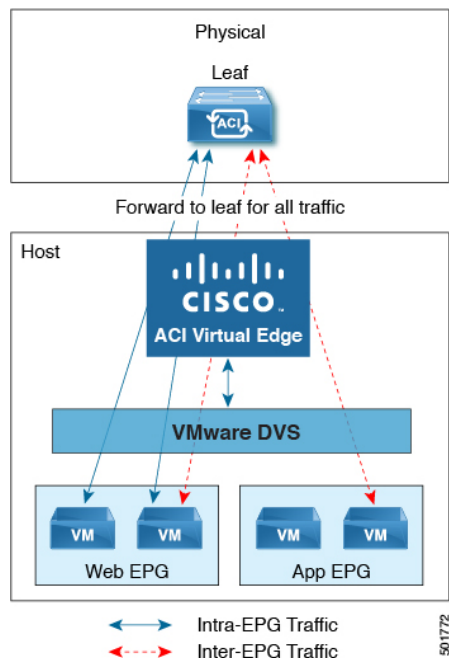 Physical
Leaf
ACI
Forward to leaf for all traffic
Host
CISCO
ACI Virtual Edge
VMware DVS
VM VM VM VM
Web EPG App EPG
Intra-EPG Traffic
Inter-EPG Traffic
501772